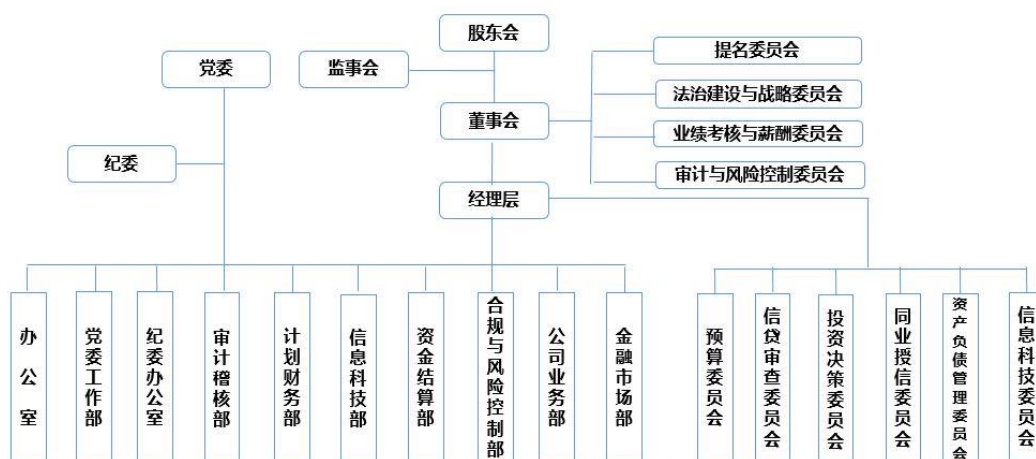 股东会
提名委员会
党委
监事会
法治建设与战略委员会
董事会
业绩考核与薪酬委员会
纪委
审计与风险控制委员会
经理层
办公室
党委工作部
纪委办公室
审计稽核部
计划财务部
信息科技部
资金结算部
合规与风险控制部
公司业务部
金融市场部
预算委员会
信贷审查委员会
投资决策委员会
同业授信委员会
资产负债管理委员会
信息科技委员会